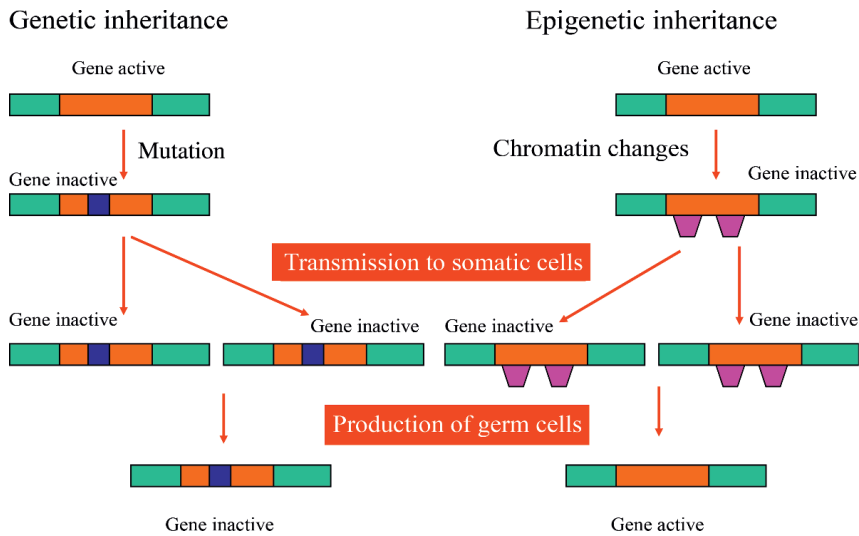 Genetic inheritance
Epigenetic inheritance
Gene active
Gene active
Mutation
Chromatin changes
Gene inactive
Gene inactive
Transmission to somatic cells
Gene inactive
Gene inactive
Gene inactive
Gene inactive
Production of germ cells
Gene inactive
Gene active